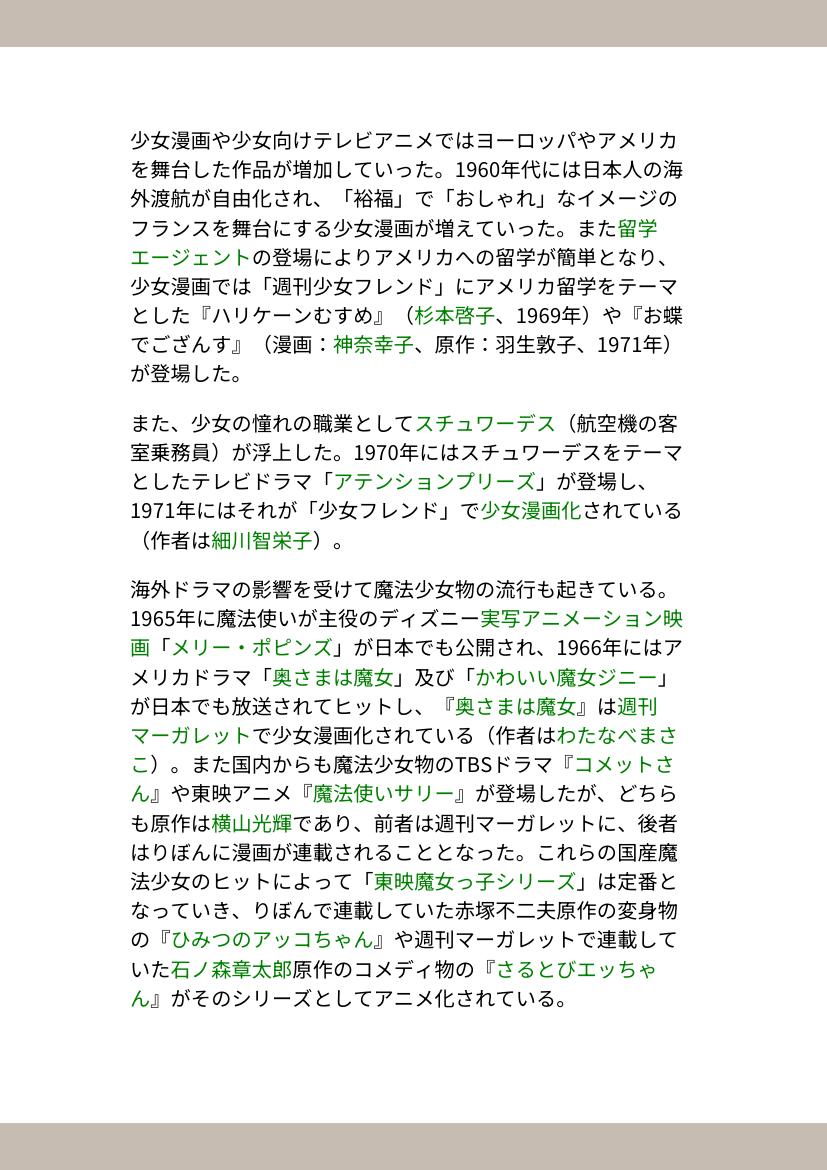 少女漫画や少女向けテレビアニメではヨーロッパやアメリカ
を舞台した作品が増加していった。1960年代には日本人の海
外渡航が自由化され、「裕福」で「おしゃれ」なイメージの
フランスを舞台にする少女漫画が増えていった。また留学
エージェントの登場によりアメリカへの留学が簡単となり、
少女漫画では「週刊少女フレンド」にアメリカ留学をテーマ
とした『ハリケーンむすめ』（杉本啓子、1969年）や『お蝶
でござんす』（漫画：神奈幸子、原作：羽生敦子、1971年）
が登場した。
また、少女の憧れの職業としてスチュワーデス（航空機の客
室乗務員）が浮上した。1970年にはスチュワーデスをテーマ
としたテレビドラマ「アテンションプリーズ」が登場し、
1971年にはそれが「少女フレンド」で少女漫画化されている
（作者は細川智栄子）。
海外ドラマの影響を受けて魔法少女物の流行も起きている。
1965年に魔法使いが主役のディズニー実写アニメーション映
画「メリー・ポピンズ」が日本でも公開され、1966年にはア
メリカドラマ「奥さまは魔女」及び「かわいい魔女ジニー」
が日本でも放送されてヒットし、『奥さまは魔女』は週刊
マーガレットで少女漫画化されている（作者はわたなべまさ
こ）。また国内からも魔法少女物のTBSドラマ『コメットさ
ん』や東映アニメ『魔法使いサリー』が登場したが、どちら
も原作は横山光輝であり、前者は週刊マーガレットに、後者
はりぼんに漫画が連載されることとなった。これらの国産魔
法少女のヒットによって「東映魔女っ子シリーズ」は定番と
なっていき、りぼんで連載していた赤塚不二夫原作の変身物
の『ひみつのアッコちゃん』や週刊マーガレットで連載して
いた石ノ森章太郎原作のコメディ物の『さるとびエッちゃ
ん』がそのシリーズとしてアニメ化されている。